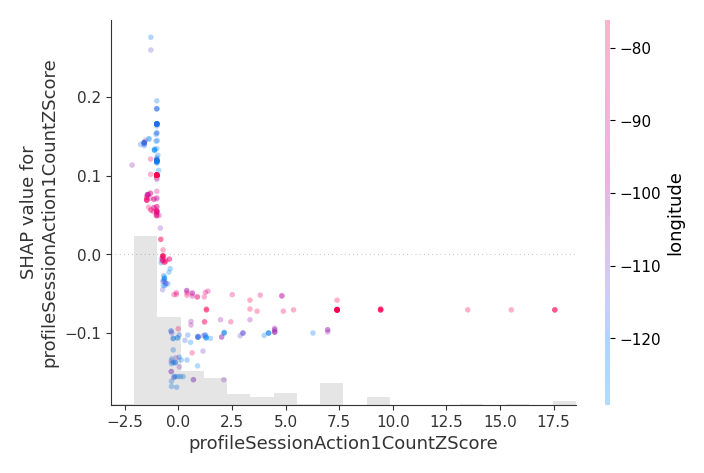 SHAP value for
profileSessionAction1CountZScore
0.2
0.1
0.0
−0.1
−2.5 0.0 2.5 5.0 7.5 10.0 12.5 15.0 17.5
profileSessionAction1CountZScore
−80
−90
−100
−110
−120
longitude